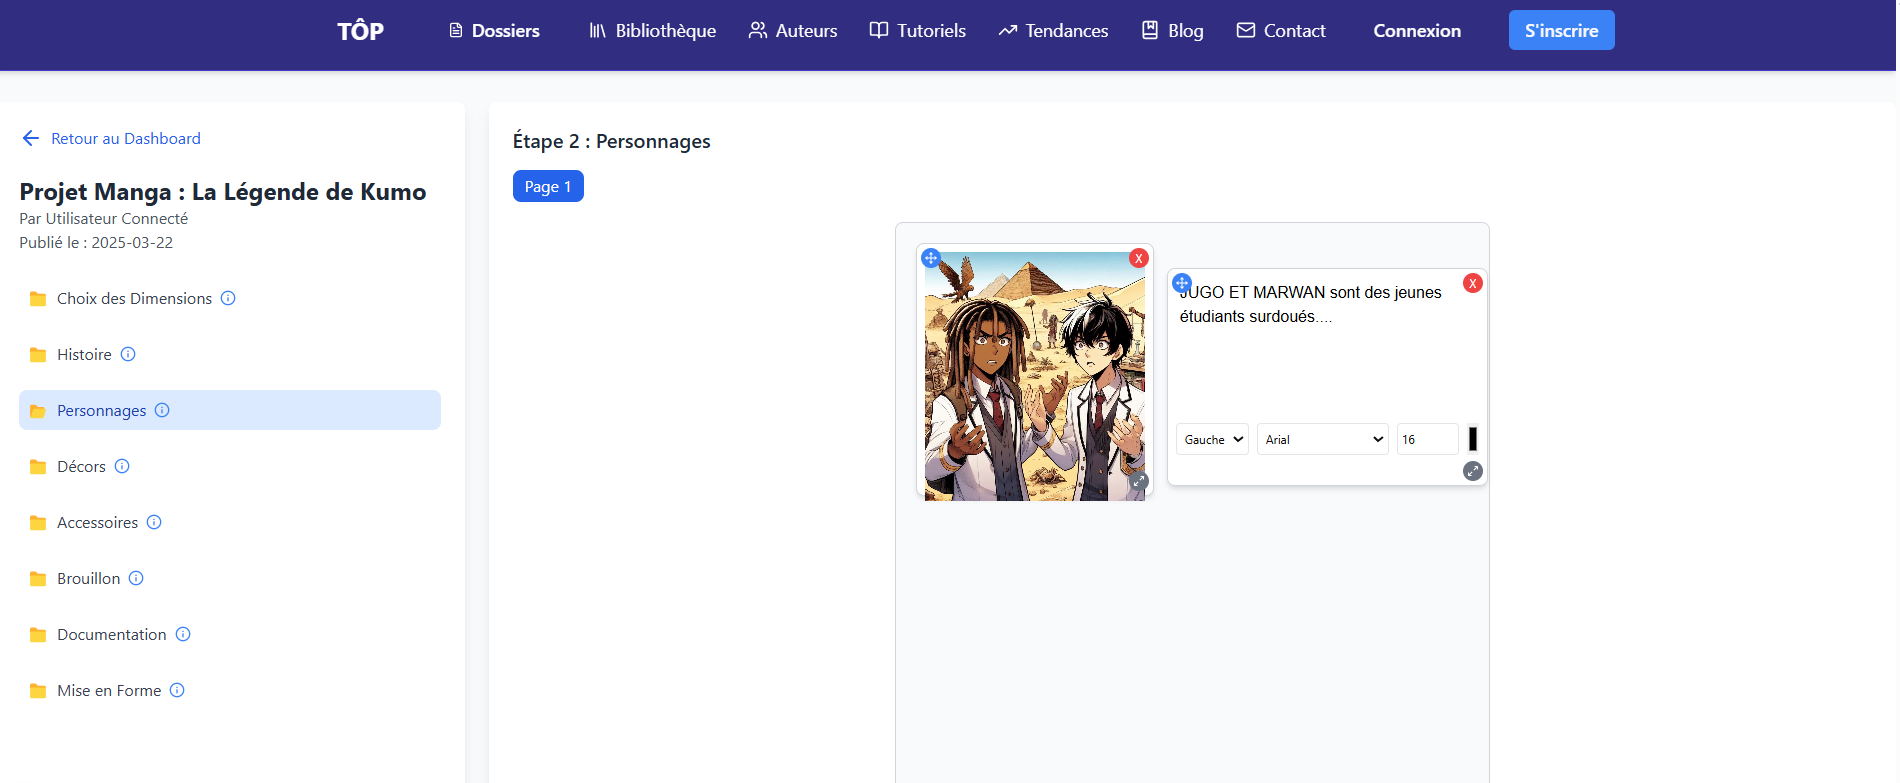 TÔP
Dossiers
Bibliothèque
Auteurs
Tutoriels
Tendances
Blog
Contact
Connexion
S'inscrire
Retour au Dashboard
Projet Manga : La Légende de Kumo
Par Utilisateur Connecté
Publié le : 2025-03-22
Choix des Dimensions
Histoire
Personnages
Décors
Accessoires
Brouillon
Documentation
Mise en Forme
Étape 2 : Personnages
Page 1
X
X
JUGO ET MARWAN sont des jeunes
étudiants surdoués....
Gauche
Arial
16